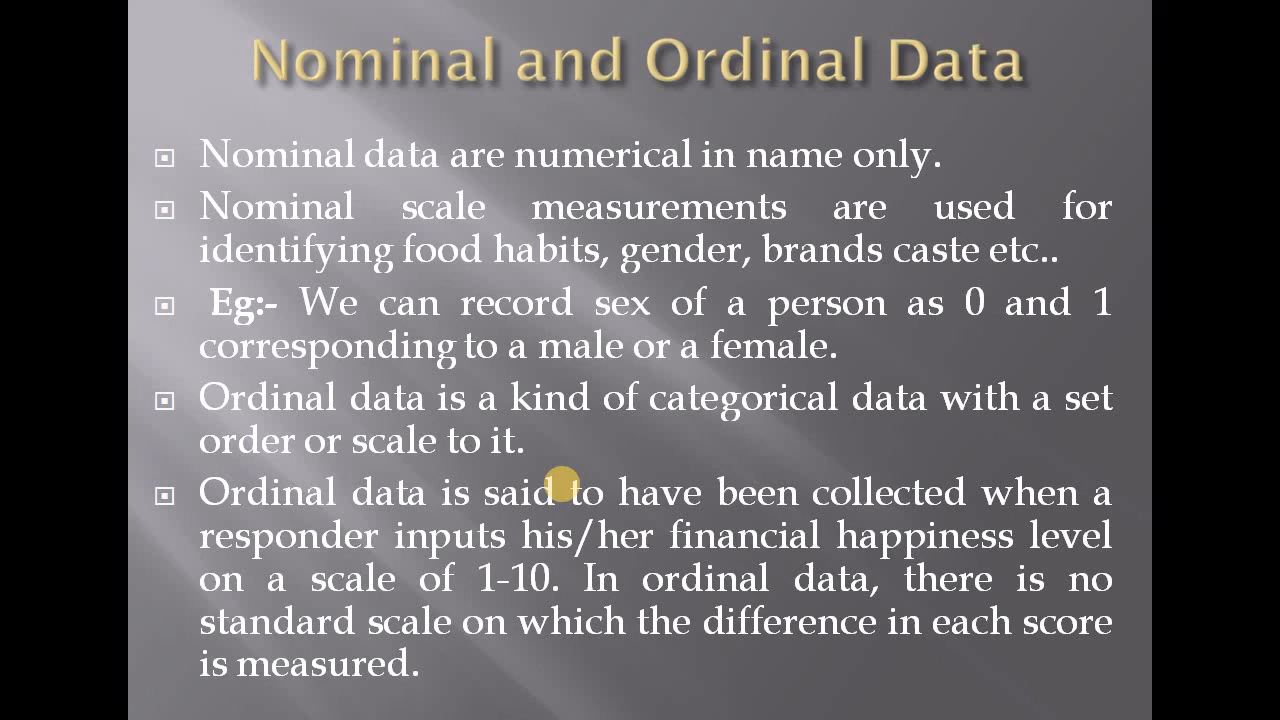 Nominal and Ordinal Data
Nominal data are numerical in name only.
Nominal scale measurements are used for
identifying food habits, gender, brands caste etc..
Eg:- We can record sex of a person as 0 and 1
corresponding to a male or a female.
Ordinal data is a kind of categorical data with a set
order or scale to it.
Ordinal data is said to have been collected when a
responder inputs his/her financial happiness level
on a scale of 1-10. In ordinal data, there is no
standard scale on which the difference in each score
is measured.